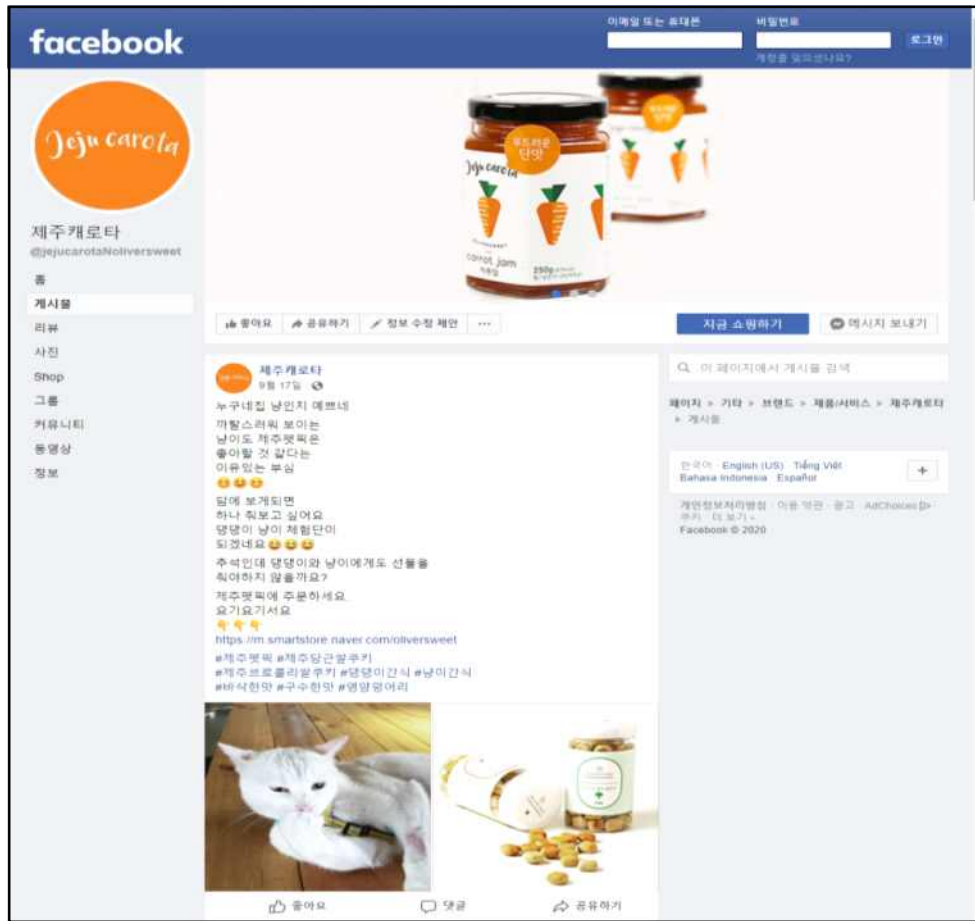 facebook
이메일 또는 휴대폰
비밀번호
로그인
계정을 잊으셨나요?
Jeju carota
제주캐로타
@jejucarotaNoliversweet
홈
게시물
리뷰
사진
Shop
그룹
커뮤니티
동영상
정보
부드러운
단맛
Jeju carota
carrot jam
250g
좋아요
공유하기
정보 수정 제안
지금 쇼핑하기
메시지 보내기
제주캐로타
9월 17일
누구네집 냥인지 예쁘네
까탈스러워 보이는
냥이도 제주펫픽은
좋아할 것 같다는
이유있는 부심
담에 보게되면
하나 줘보고 싶어요
댕댕이 냥이 체험단이
되겠네요
추석인데 댕댕이와 냥이에게도 선물을
줘야하지 않을까요?
제주펫픽에 주문하세요
요기요기서요
https://m.smartstore.naver.com/oliversweet
#제주펫픽 #제주당근쌀쿠키
#제주브로콜리쌀쿠키 #댕댕이간식 #냥이간식
#바삭한맛 #구수한맛 #영양덩어리
이 페이지에서 게시물 검색
페이지 > 기타 > 브랜드 > 제품/서비스 > 제주캐로타
> 게시물
한국어 · English (US) · Tiếng Việt
Bahasa Indonesia · Español
개인정보처리방침 · 이용 약관 · 광고 · AdChoices
쿠키 · 더 보기
Facebook © 2020
좋아요
댓글
공유하기